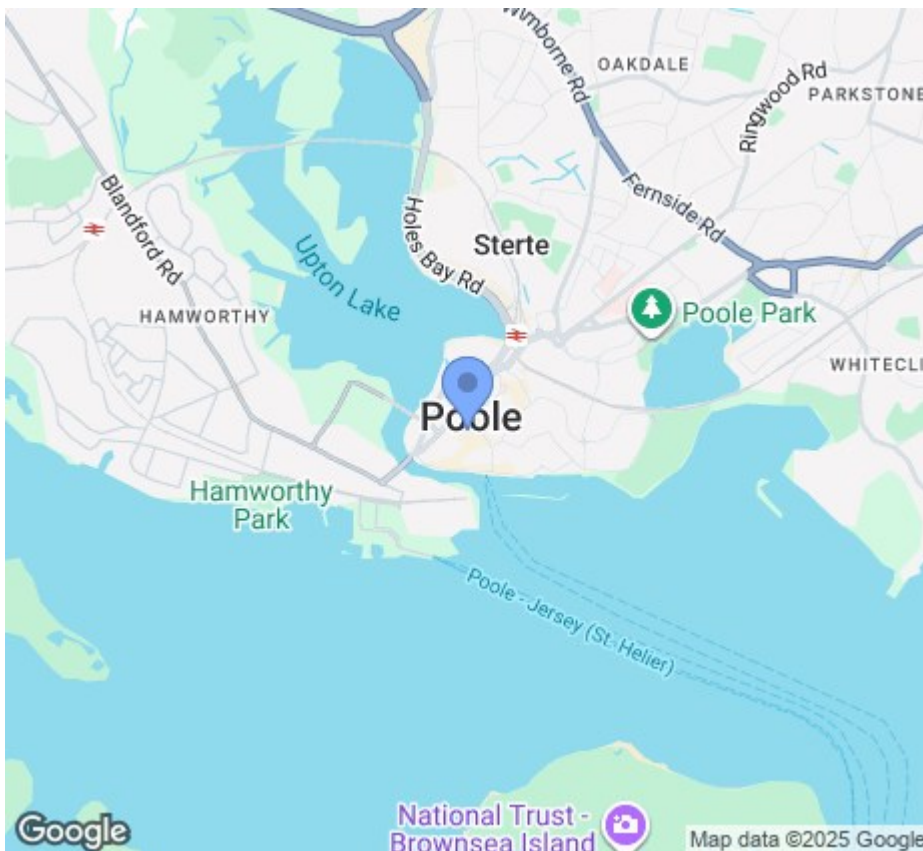 Wimborne Rd
OAKDALE
Ringwood Rd
PARKSTONE
Blandford Rd
Fernside Rd
Holes Bay Rd
Sterte
Upton Lake
HAMWORTHY
Poole Park
WHITECLI
Poole
Hamworthy
Park
Poole - Jersey (St. Helier)
National Trust -
Brownsea Island
Google
Map data ©2025 Google